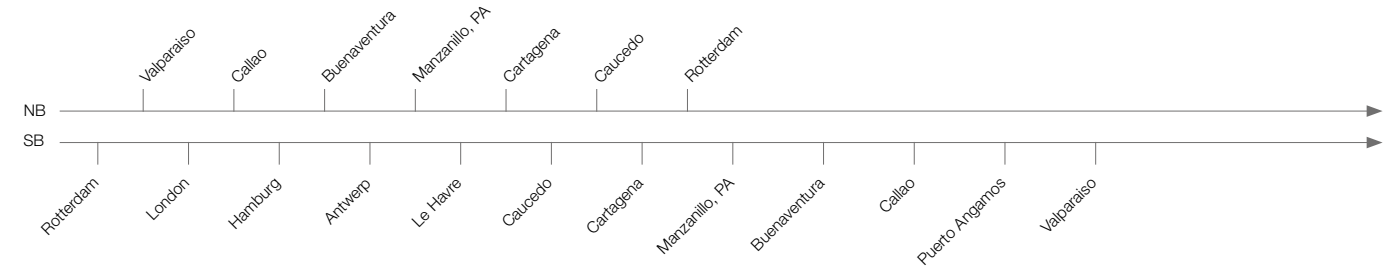 Valparaiso
Callao
Buenaventura
Manzanillo, PA
Cartagena
Caucedo
Rotterdam
NB
SB
Rotterdam
London
Hamburg
Antwerp
Le Havre
Caucedo
Cartagena
Manzanillo, PA
Buenaventura
Callao
Puerto Angamos
Valparaiso